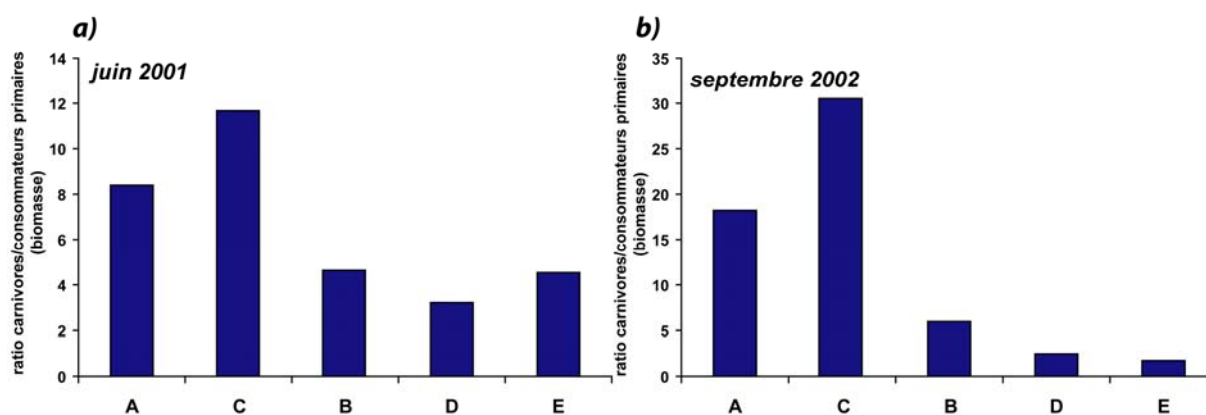 a)
juin 2001
ratio carnivores/consommateurs primaires
(biomasse)
14
12
10
8
6
4
2
0
A C B D E
b)
septembre 2002
ratio carnivores/consommateurs primaires
(biomasse)
35
30
25
20
15
10
5
0
A C B D E